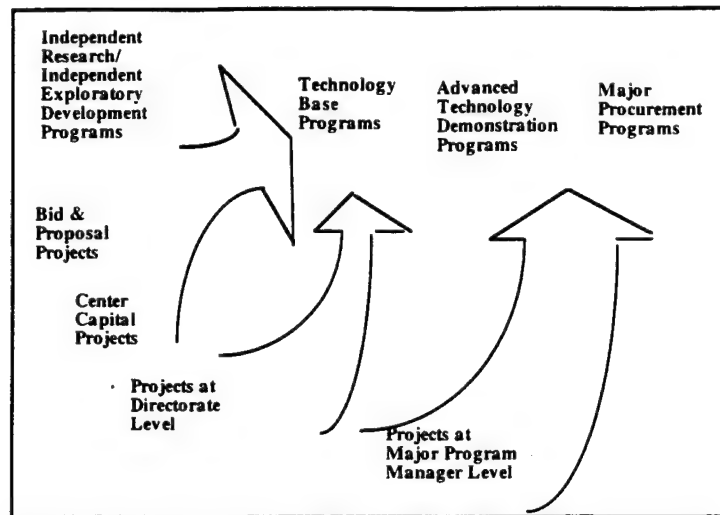 Independent
Research/
Independent
Exploratory
Development
Programs
Technology
Base
Programs
Advanced
Technology
Demonstration
Programs
Major
Procurement
Programs
Bid &
Proposal
Projects
Center
Capital
Projects
Projects at
Directorate
Level
Projects at
Major Program
Manager Level